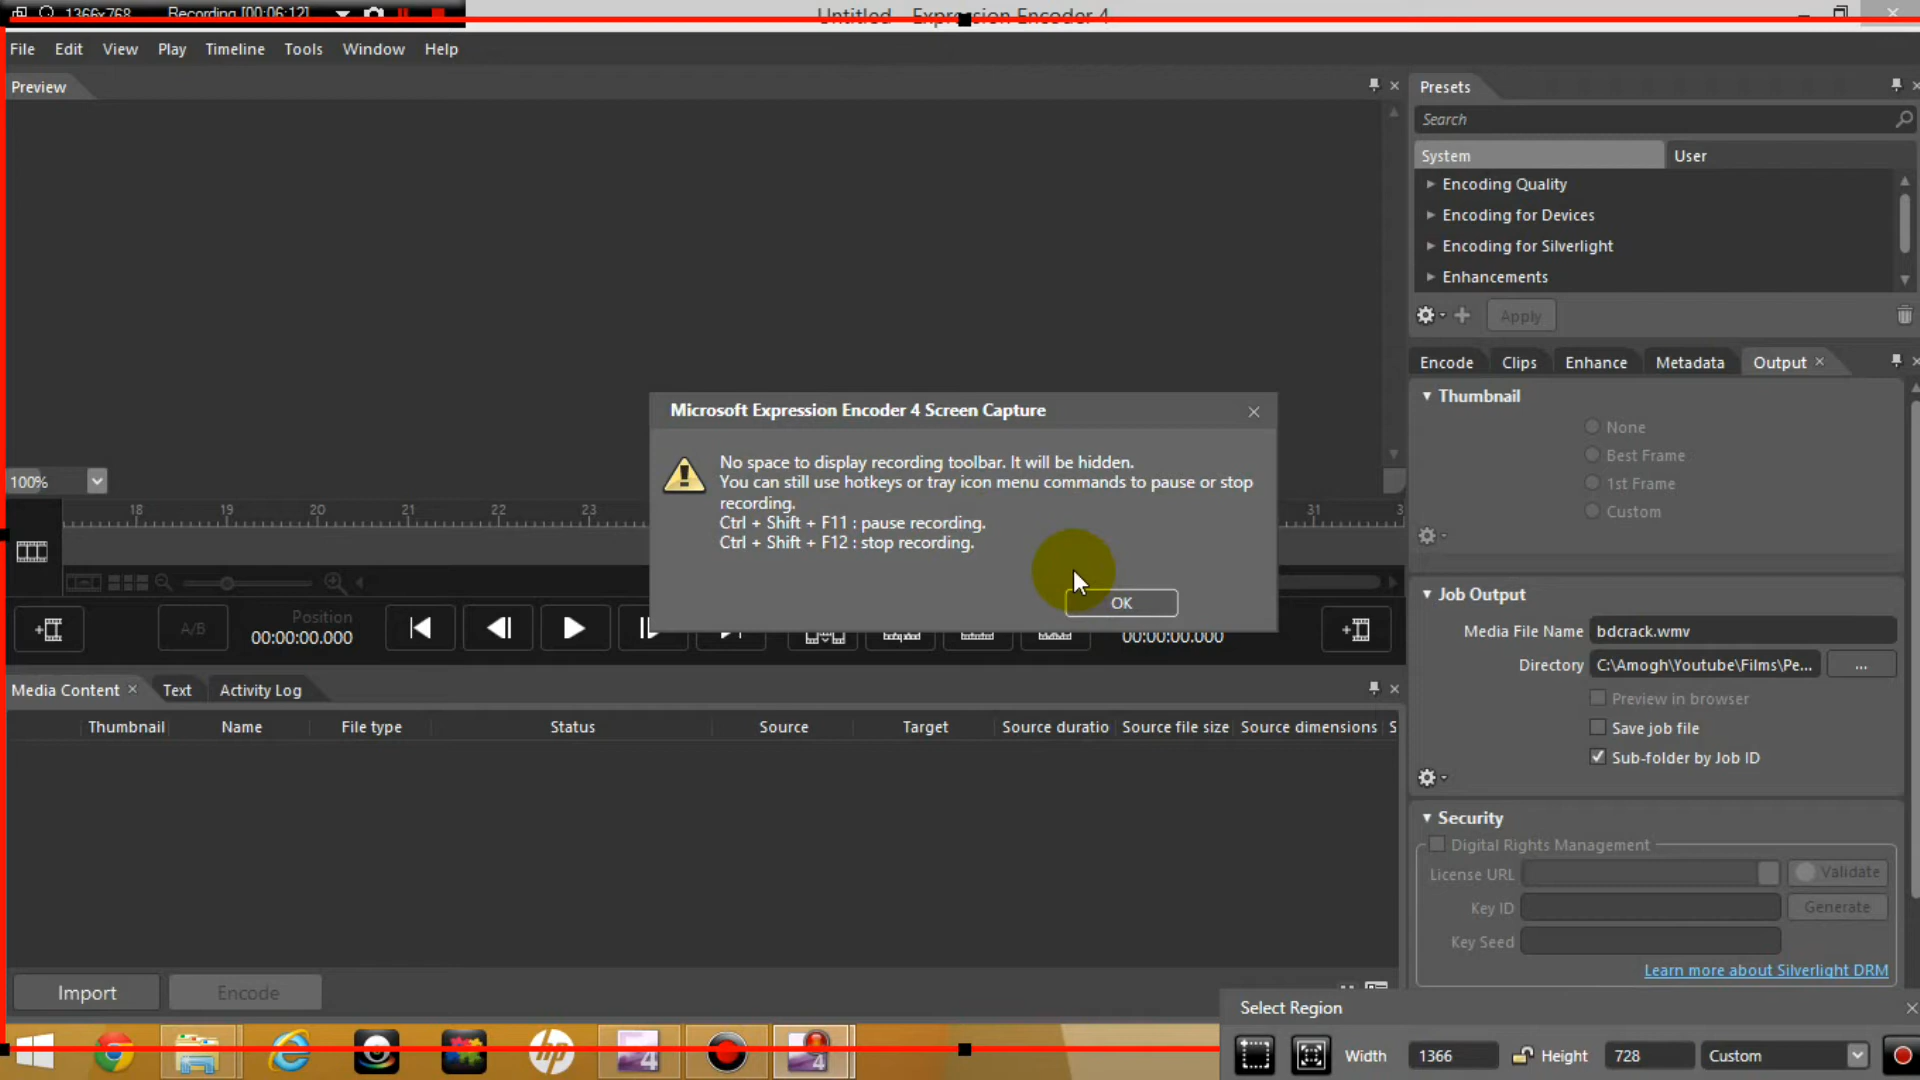 1366x768 Recording [00:06:12]
Untitled - Expression Encoder 4
File Edit View Play Timeline Tools Window Help
Preview
Presets
Search
System User
Encoding Quality
Encoding for Devices
Encoding for Silverlight
Enhancements
Apply
Encode Clips Enhance Metadata Output
Thumbnail
None
Best Frame
1st Frame
Custom
Microsoft Expression Encoder 4 Screen Capture
No space to display recording toolbar. It will be hidden.
You can still use hotkeys or tray icon menu commands to pause or stop
recording.
Ctrl + Shift + F11 : pause recording.
Ctrl + Shift + F12 : stop recording.
OK
100%
18 19 20 21 22 23 31 3
A/B
Position
00:00:00.000
00:00:00.000
Job Output
Media File Name bdcrack.wmv
Directory C:\Amogh\Youtube\Films\Pe... ...
Preview in browser
Save job file
Sub-folder by Job ID
Media Content Text Activity Log
Thumbnail Name File type Status Source Target Source duratio Source file size Source dimensions S
Security
Digital Rights Management
License URL Validate
Key ID Generate
Key Seed
Learn more about Silverlight DRM
Import Encode
Select Region
hp 4 4
Width 1366 Height 728 Custom